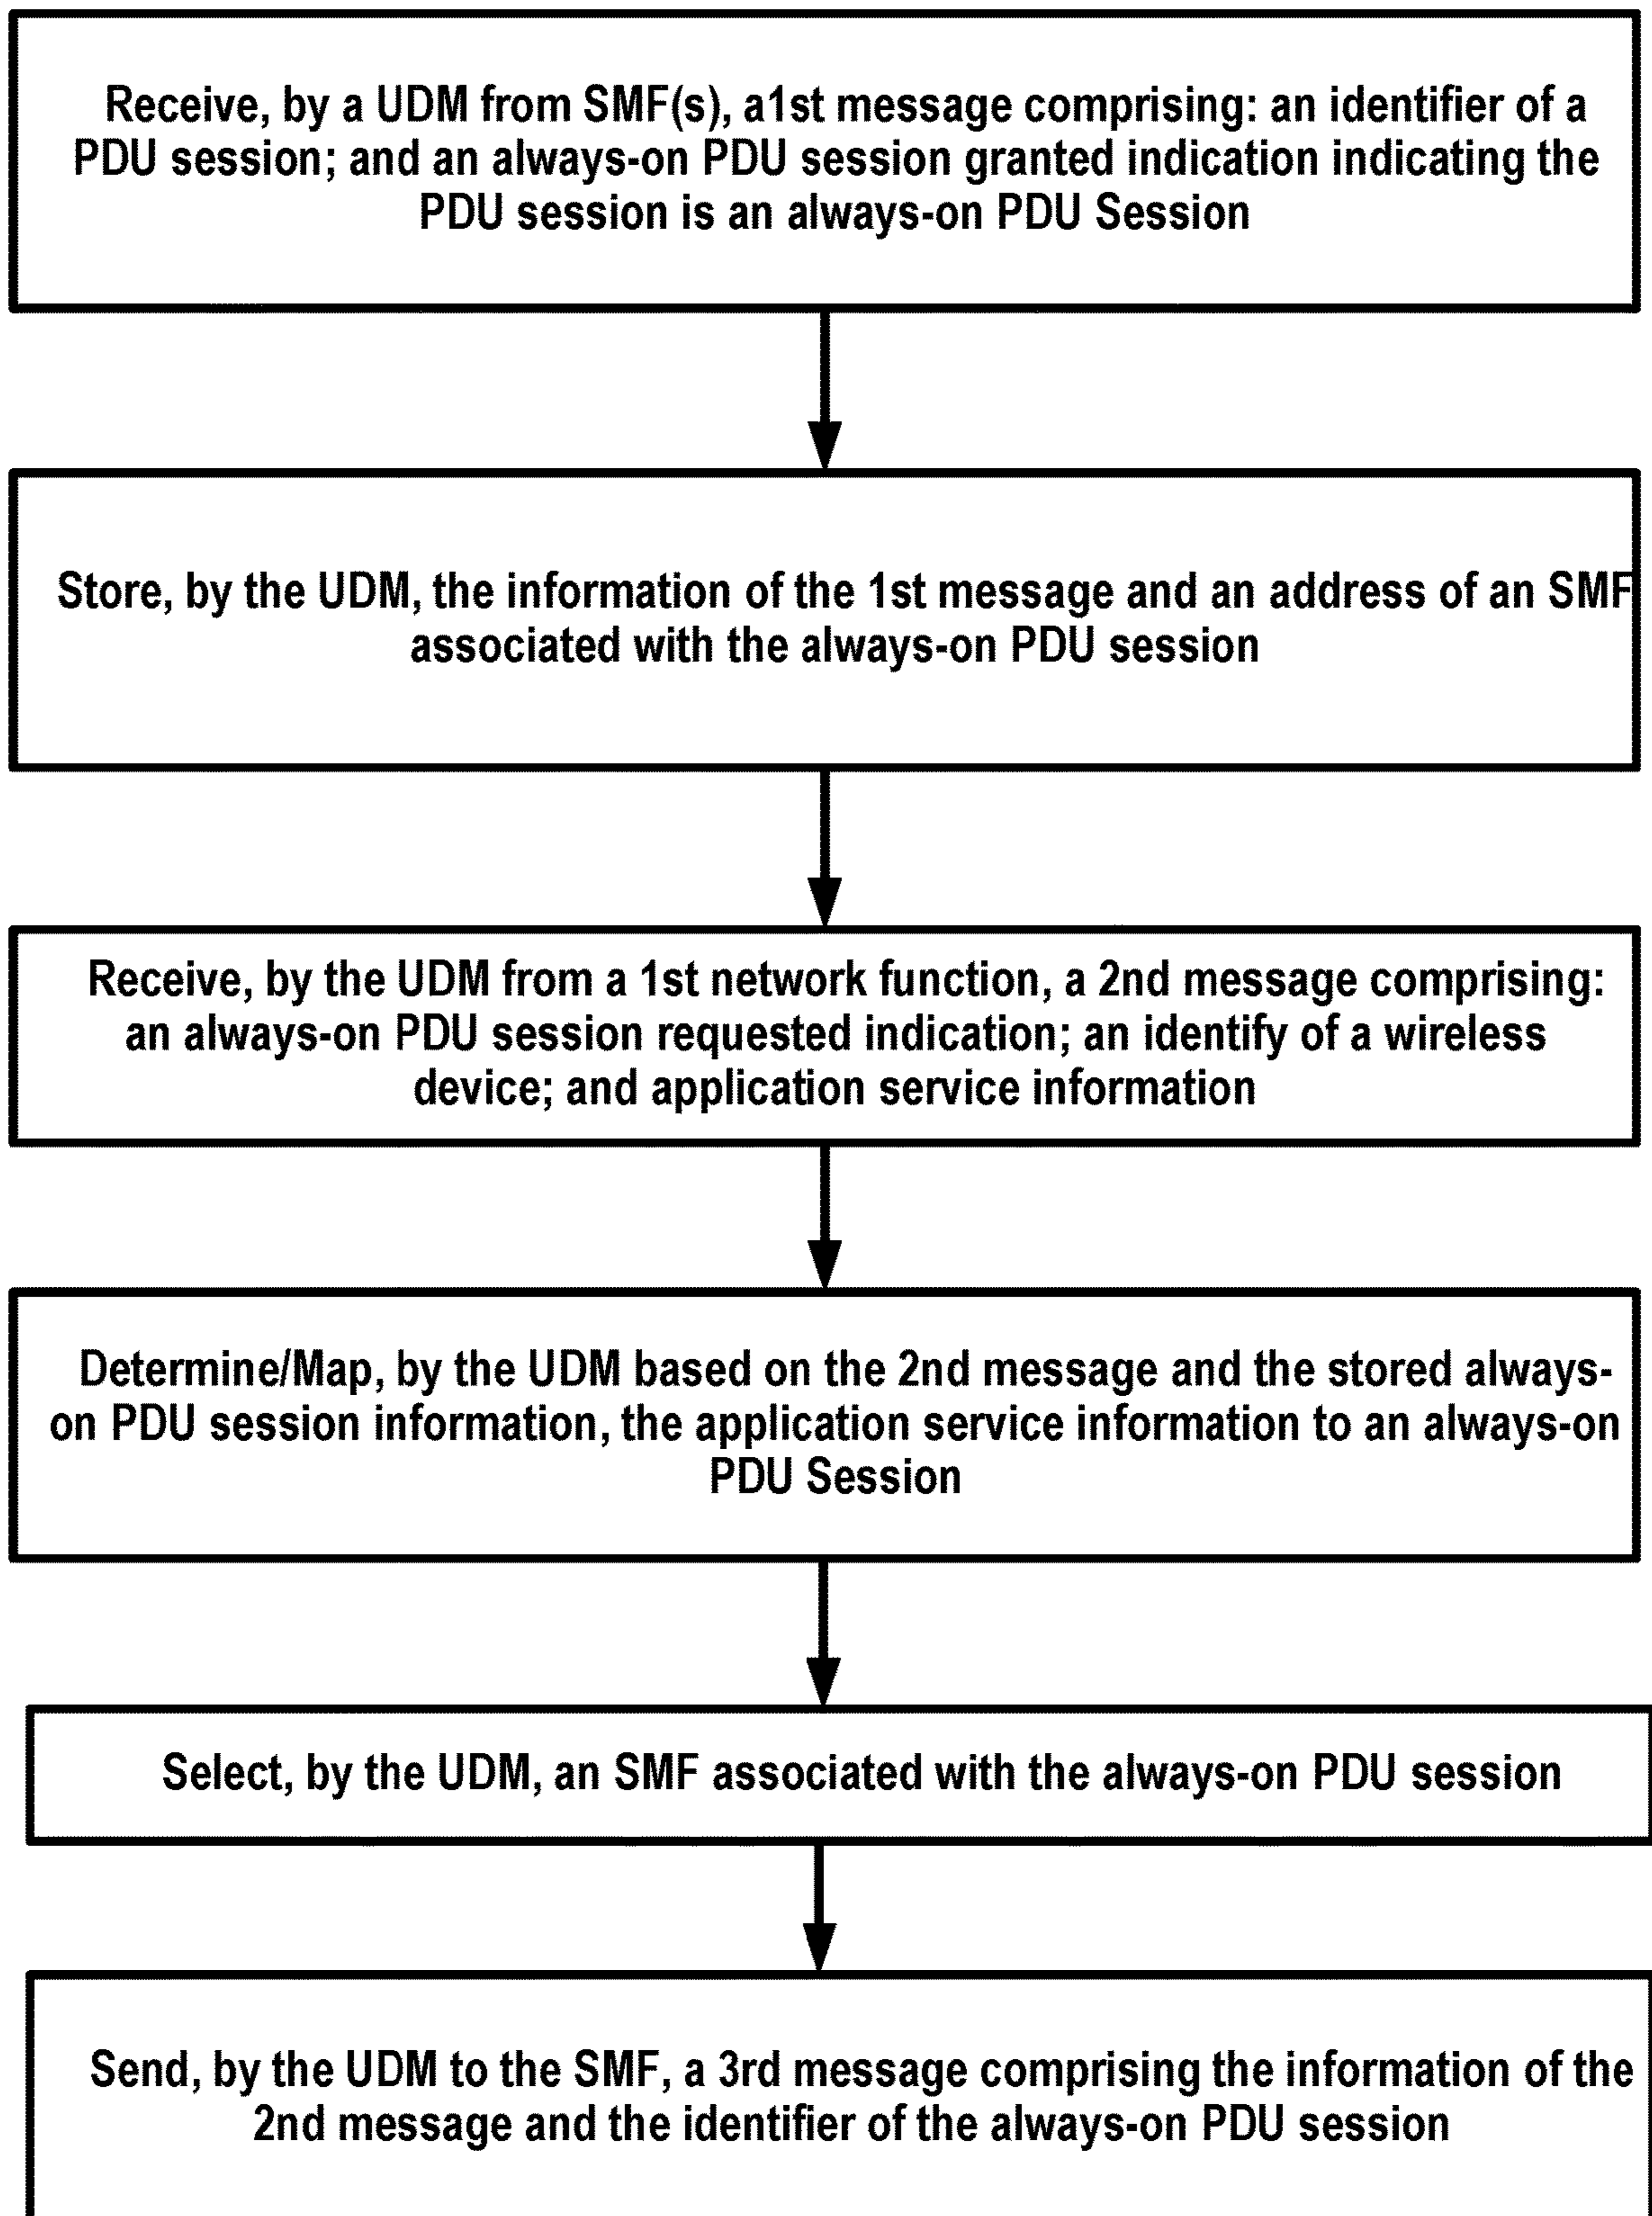 Receive, by a UDM from SMF(s), a1st message comprising: an identifier of a
PDU session; and an always-on PDU session granted indication indicating the
PDU session is an always-on PDU Session
Store, by the UDM, the information of the 1st message and an address of an SMF
associated with the always-on PDU session
Receive, by the UDM from a 1st network function, a 2nd message comprising:
an always-on PDU session requested indication; an identify of a wireless
device; and application service information
Determine/Map, by the UDM based on the 2nd message and the stored always-
on PDU session information, the application service information to an always-on
PDU Session
Select, by the UDM, an SMF associated with the always-on PDU session
Send, by the UDM to the SMF, a 3rd message comprising the information of the
2nd message and the identifier of the always-on PDU session